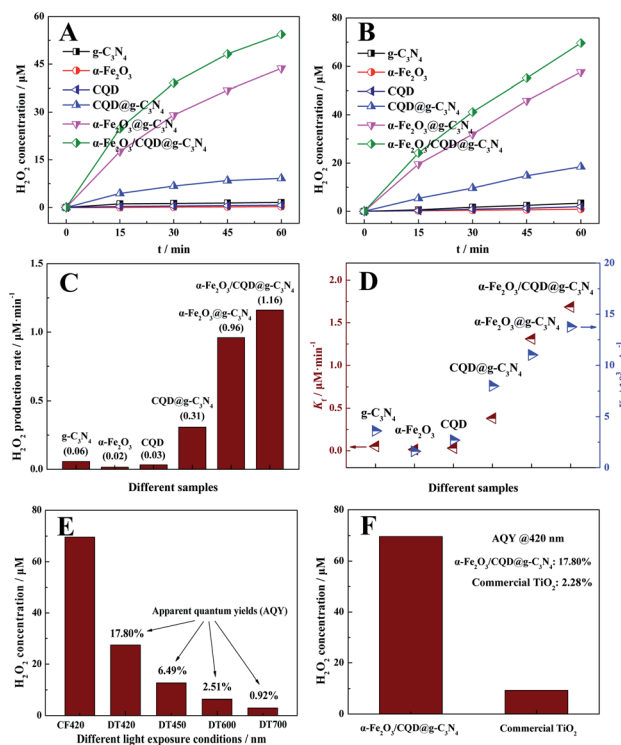 A
H₂O₂ concentration / μM
60
45
30
15
0
g-C₃N₄
α-Fe₂O₃
CQD
CQD@g-C₃N₄
α-Fe₂O₃@g-C₃N₄
α-Fe₂O₃/CQD@g-C₃N₄
0 15 30 45 60
t / min
B
H₂O₂ concentration / μM
80
60
40
20
0
g-C₃N₄
α-Fe₂O₃
CQD
CQD@g-C₃N₄
α-Fe₂O₃@g-C₃N₄
α-Fe₂O₃/CQD@g-C₃N₄
0 15 30 45 60
t / min
C
H₂O₂ production rate / μM·min⁻¹
1.5
1.0
0.5
0.0
g-C₃N₄
(0.06)
α-Fe₂O₃
(0.02)
CQD
(0.03)
CQD@g-C₃N₄
(0.31)
α-Fe₂O₃@g-C₃N₄
(0.96)
α-Fe₂O₃/CQD@g-C₃N₄
(1.16)
Different samples
D
Kf / μM·min⁻¹
2.0
1.5
1.0
0.5
0.0
g-C₃N₄
α-Fe₂O₃
CQD
CQD@g-C₃N₄
α-Fe₂O₃@g-C₃N₄
α-Fe₂O₃/CQD@g-C₃N₄
20
15
10
5
0
Different samples
E
H₂O₂ concentration / μM
80
60
40
20
0
Apparent quantum yields (AQY)
17.80%
6.49%
2.51%
0.92%
CF420 DT420 DT450 DT600 DT700
Different light exposure conditions / nm
F
H₂O₂ concentration / μM
80
60
40
20
0
AQY @420 nm
α-Fe₂O₃/CQD@g-C₃N₄: 17.80%
Commercial TiO₂: 2.28%
α-Fe₂O₃/CQD@g-C₃N₄
Commercial TiO₂